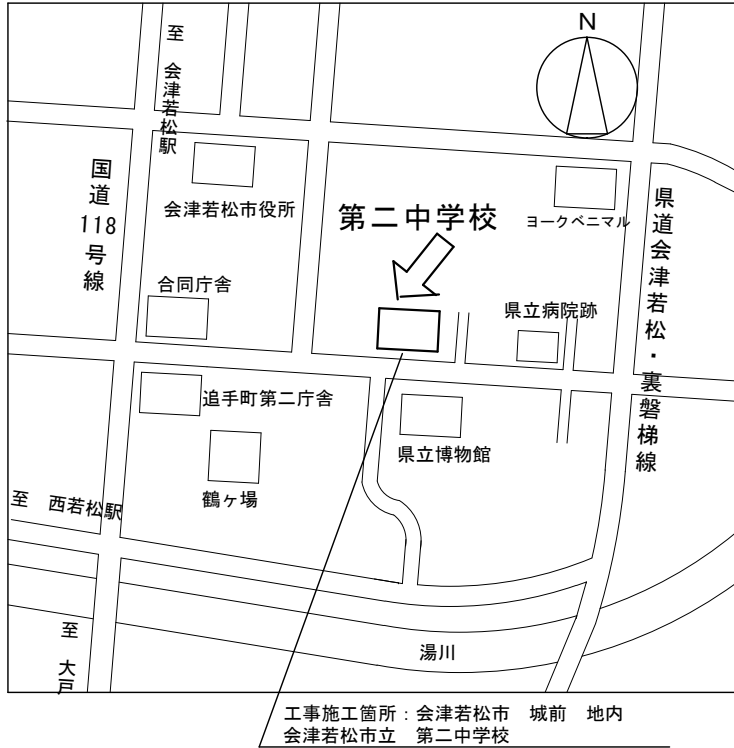 N
至　会津若松駅
国道118号線
会津若松市役所
第二中学校
ヨークベニマル
県道会津若松・裏磐梯線
合同庁舎
県立病院跡
追手町第二庁舎
県立博物館
鶴ヶ場
至　西若松駅
至　大戸
湯川
工事施工箇所：会津若松市　城前　地内
会津若松市立　第二中学校